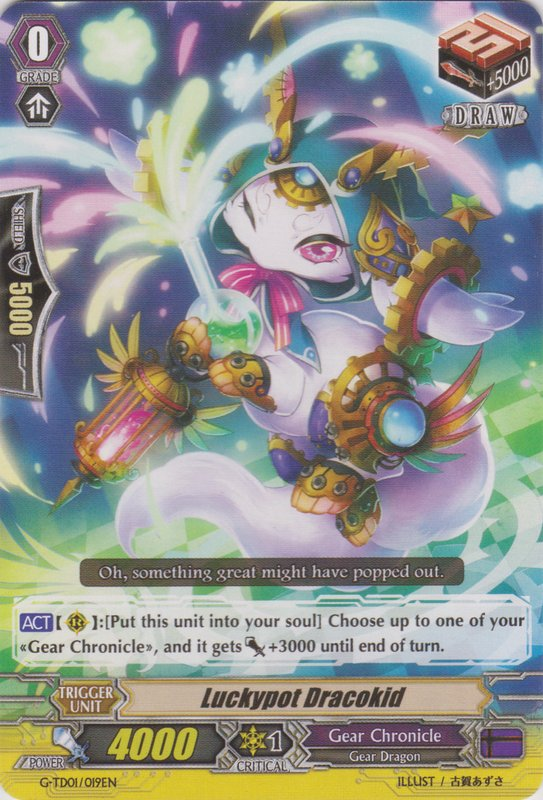 0
GRADE
+5000
DRAW
SHIELD
5000
Oh, something great might have popped out.
ACT【 】:[Put this unit into your soul] Choose up to one of your
«Gear Chronicle», and it gets +3000 until end of turn.
TRIGGER
UNIT
Luckypot Dracokid
POWER
4000
1
CRITICAL
Gear Chronicle
Gear Dragon
G-TD01/019EN
ILLUST / 古賀あずさ